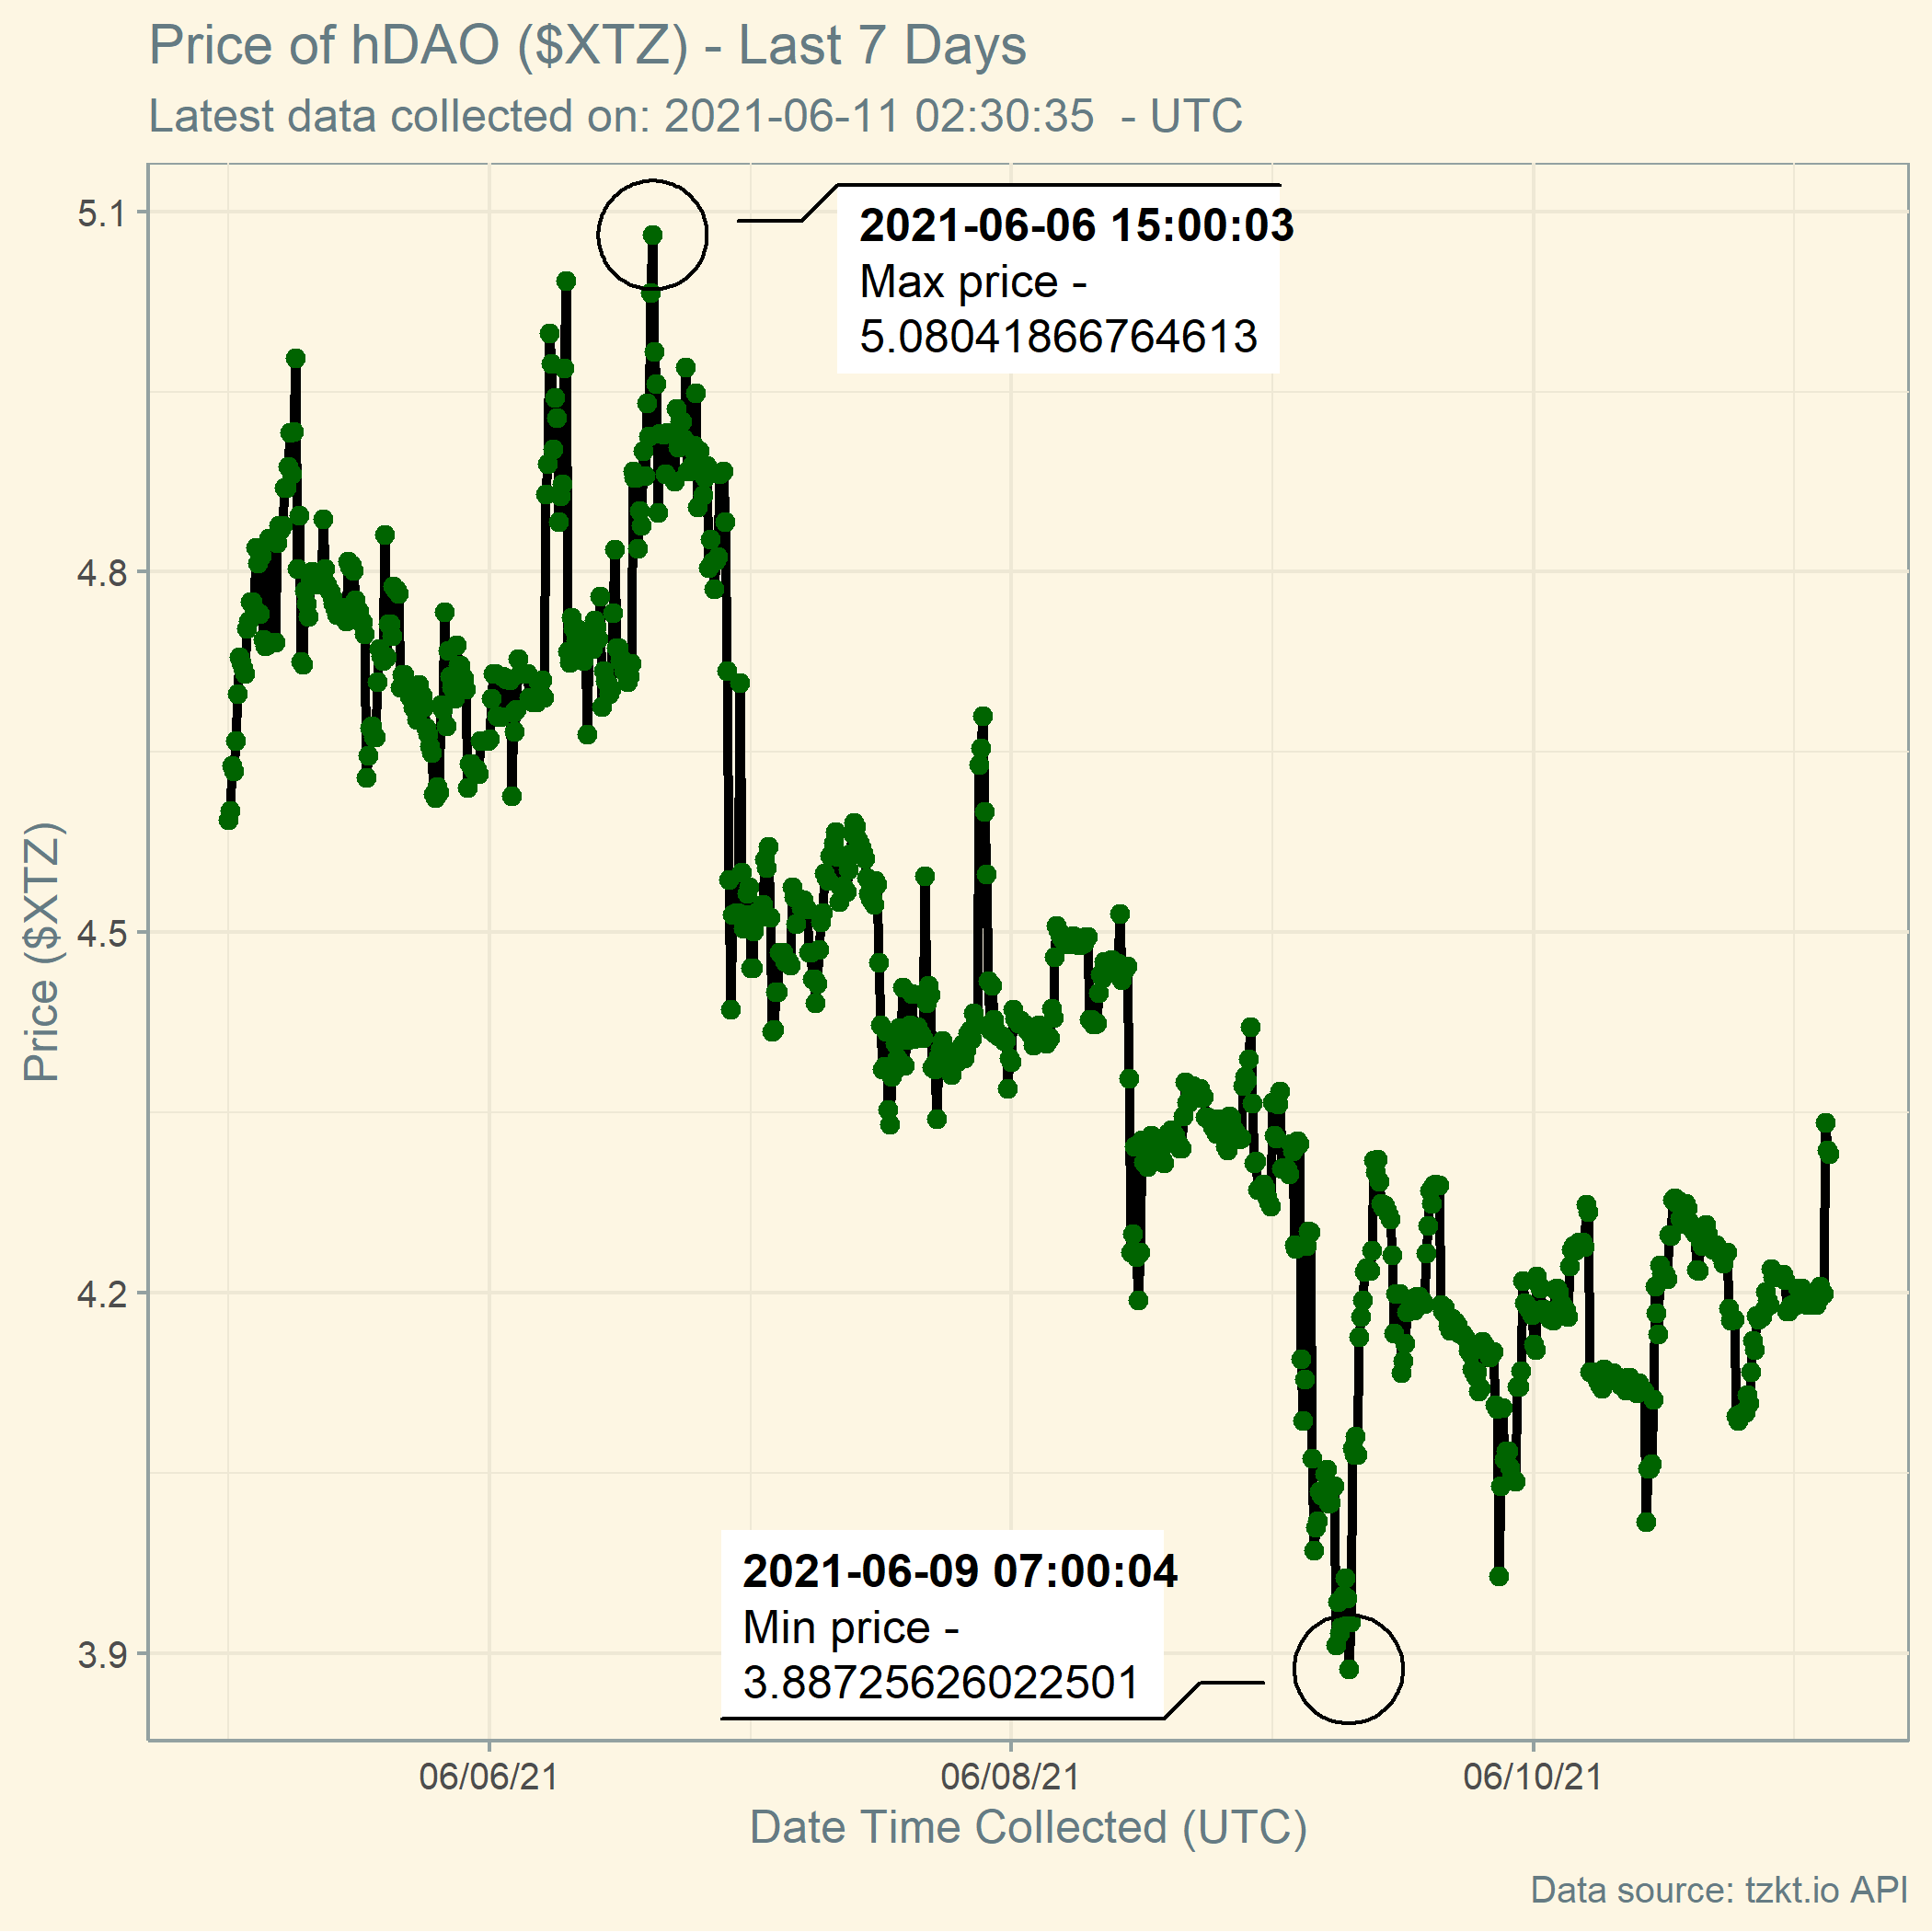 Price of hDAO ($XTZ) - Last 7 Days
Latest data collected on: 2021-06-11 02:30:35  - UTC
5.1
4.8
4.5
4.2
3.9
Price ($XTZ)
2021-06-06 15:00:03
Max price -
5.08041866764613
2021-06-09 07:00:04
Min price -
3.88725626022501
06/06/21
06/08/21
06/10/21
Date Time Collected (UTC)
Data source: tzkt.io API